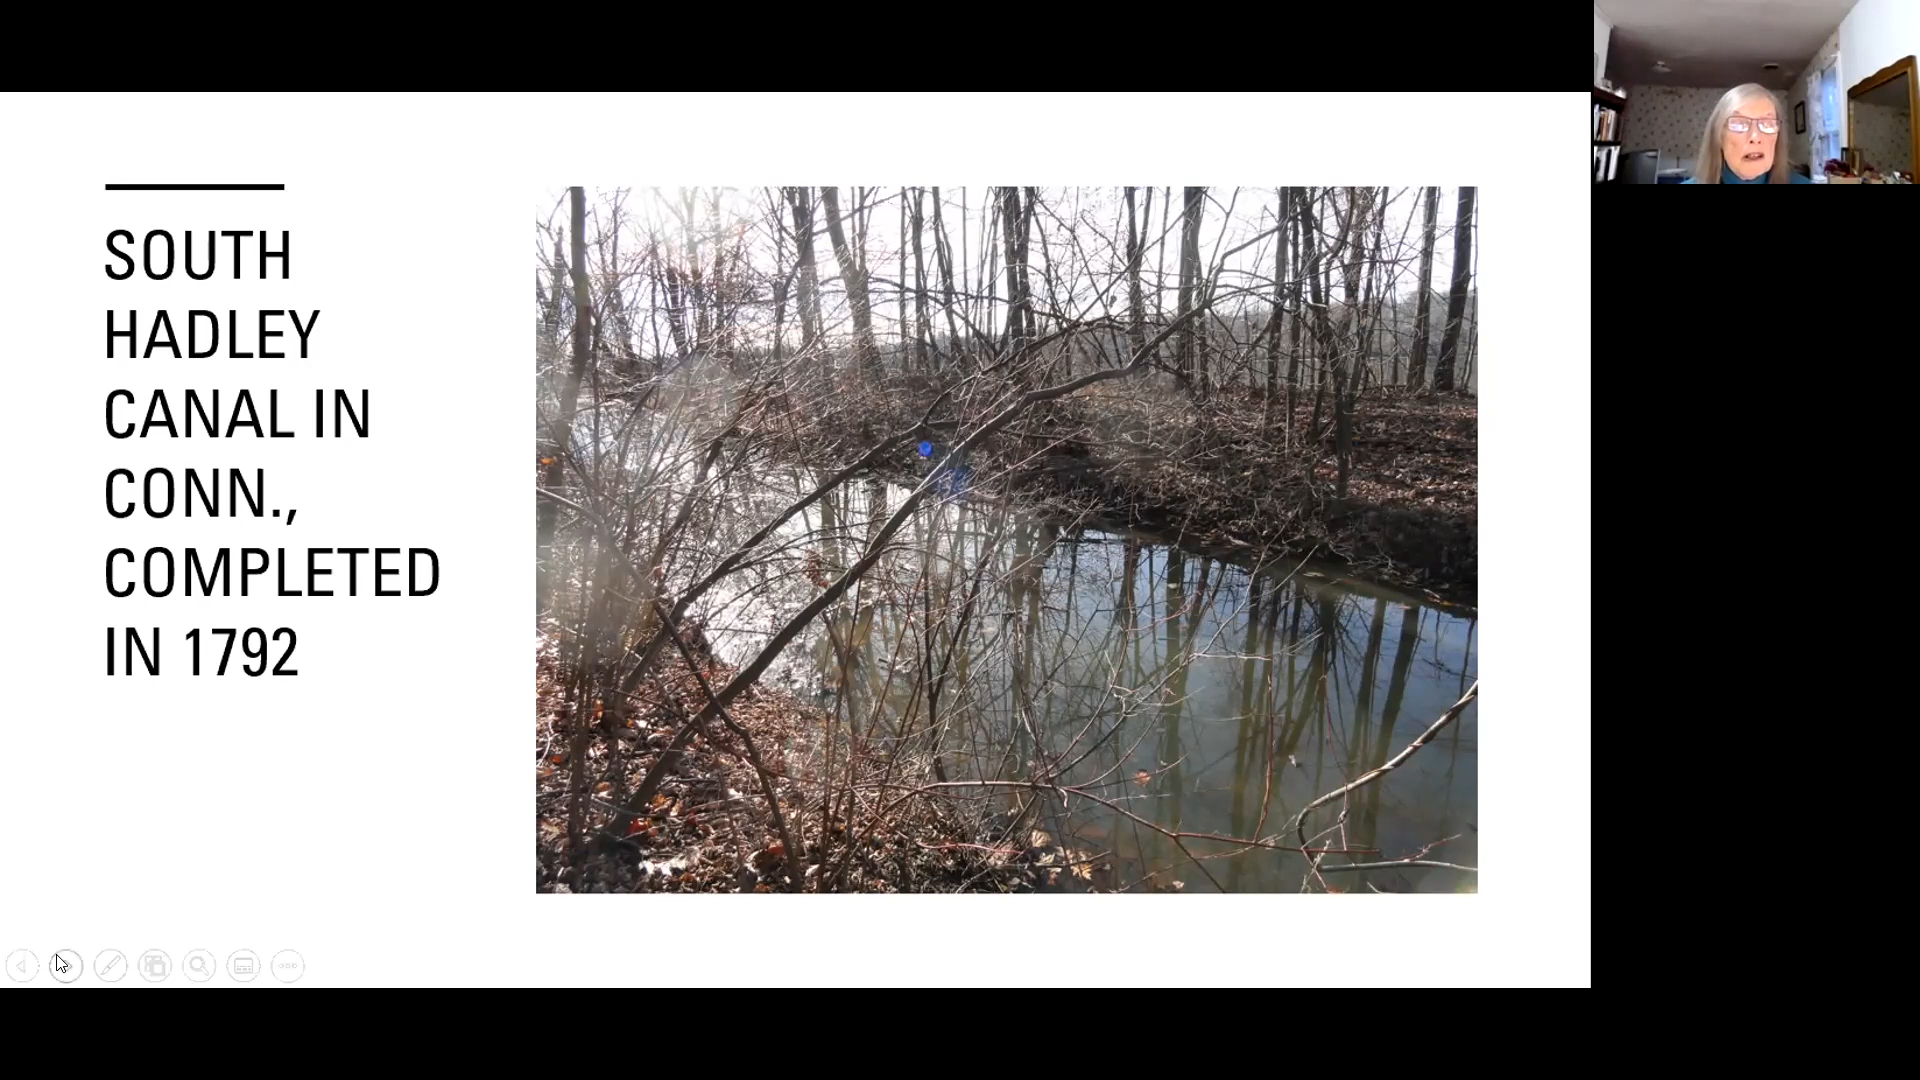 SOUTH
HADLEY
CANAL IN
CONN.,
COMPLETED
IN 1792